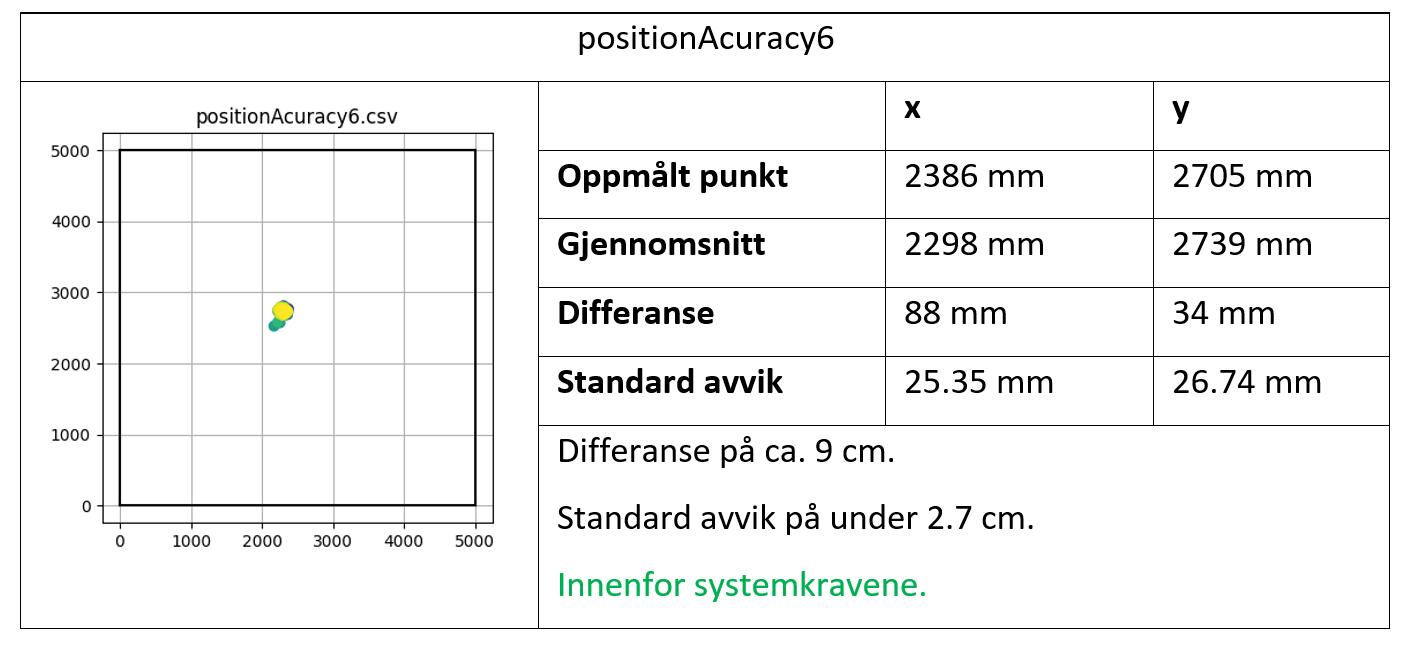 positionAcuracy6
positionAcuracy6.csv
5000
4000
3000
2000
1000
0
0 1000 2000 3000 4000 5000
x y
Oppmålt punkt 2386 mm 2705 mm
Gjennomsnitt 2298 mm 2739 mm
Differanse 88 mm 34 mm
Standard avvik 25.35 mm 26.74 mm
Differanse på ca. 9 cm.
Standard avvik på under 2.7 cm.
Innenfor systemkravene.